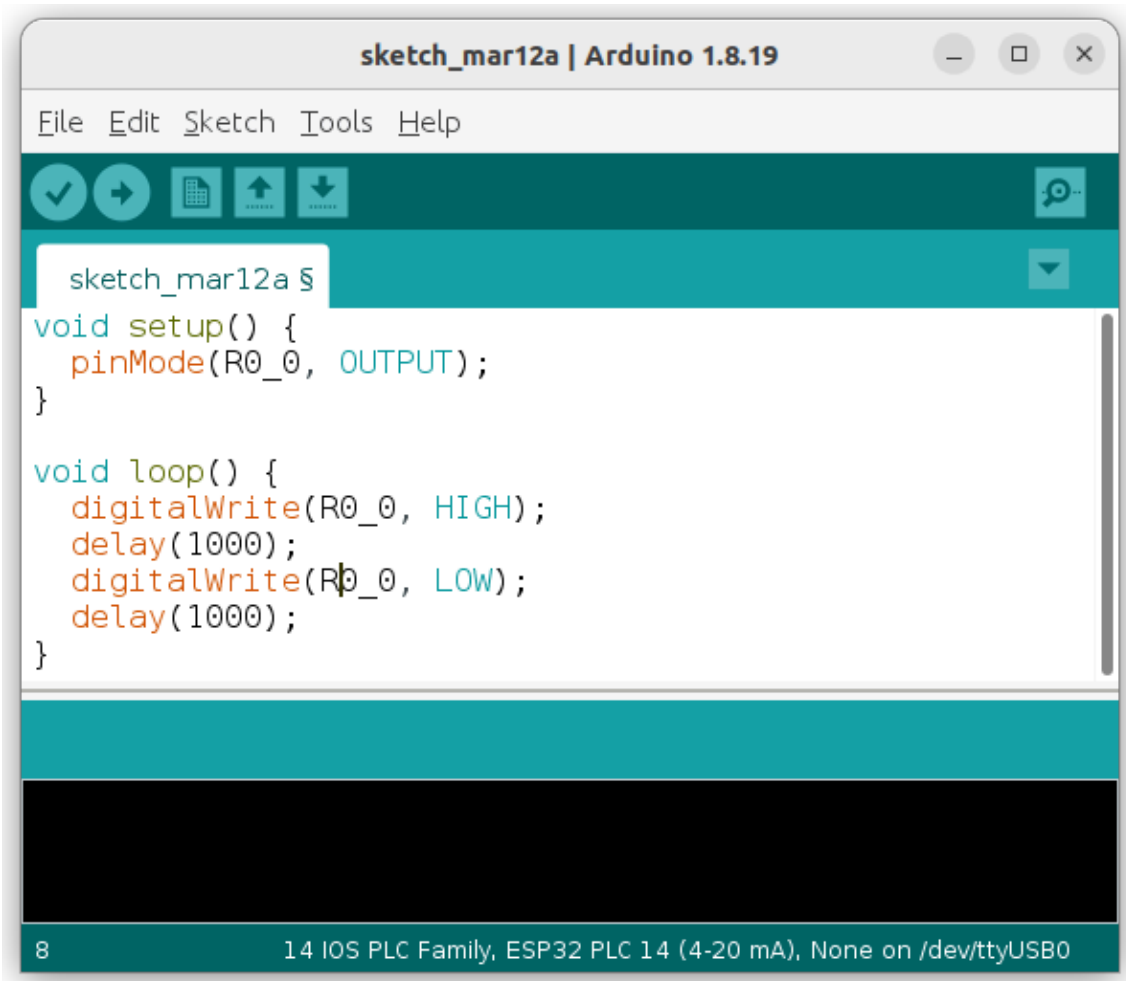 sketch_mar12a | Arduino 1.8.19
File Edit Sketch Tools Help
sketch_mar12a §
void setup() {
  pinMode(R0_0, OUTPUT);
}

void loop() {
  digitalWrite(R0_0, HIGH);
  delay(1000);
  digitalWrite(R0_0, LOW);
  delay(1000);
}
8 14 IOS PLC Family, ESP32 PLC 14 (4-20 mA), None on /dev/ttyUSB0